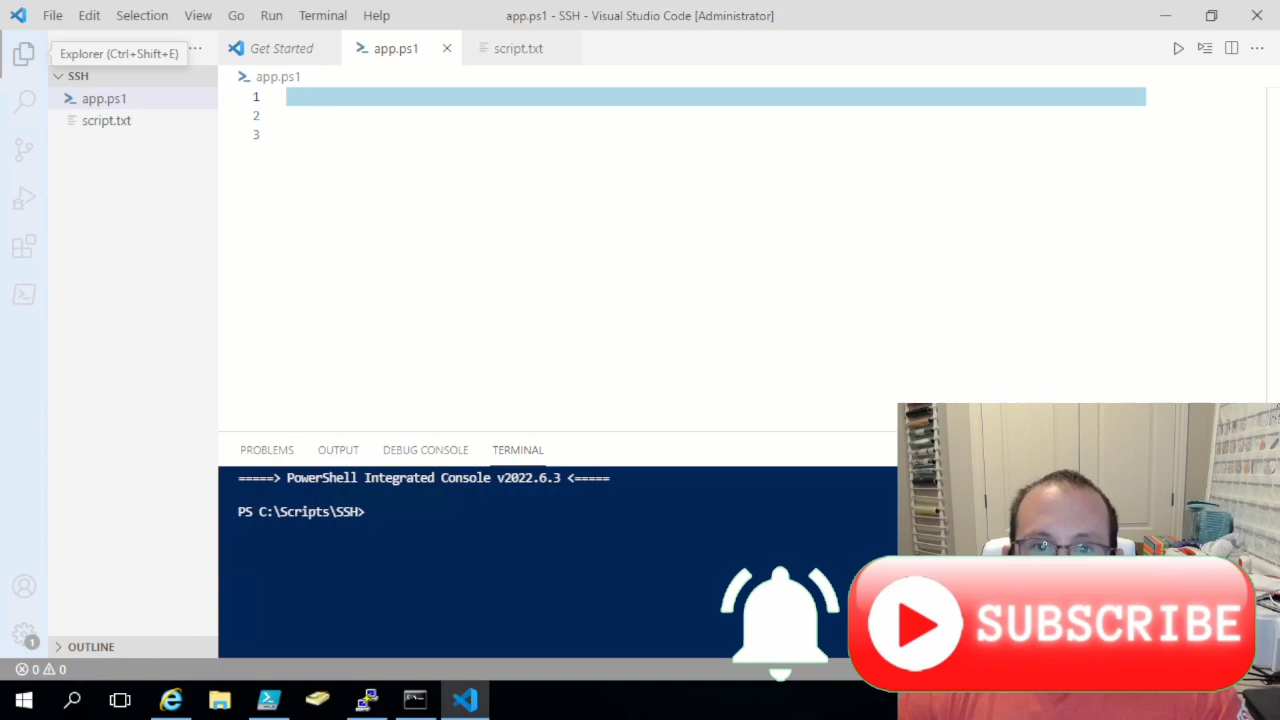 File Edit Selection View Go Run Terminal Help app.ps1 - SSH - Visual Studio Code [Administrator]
Explorer (Ctrl+Shift+E) ... Get Started app.ps1 script.txt
SSH app.ps1
app.ps1
script.txt
1
2
3
PROBLEMS OUTPUT DEBUG CONSOLE TERMINAL
=====> PowerShell Integrated Console v2022.6.3 <=====
PS C:\Scripts\SSH>
SUBSCRIBE
1
OUTLINE
0 0